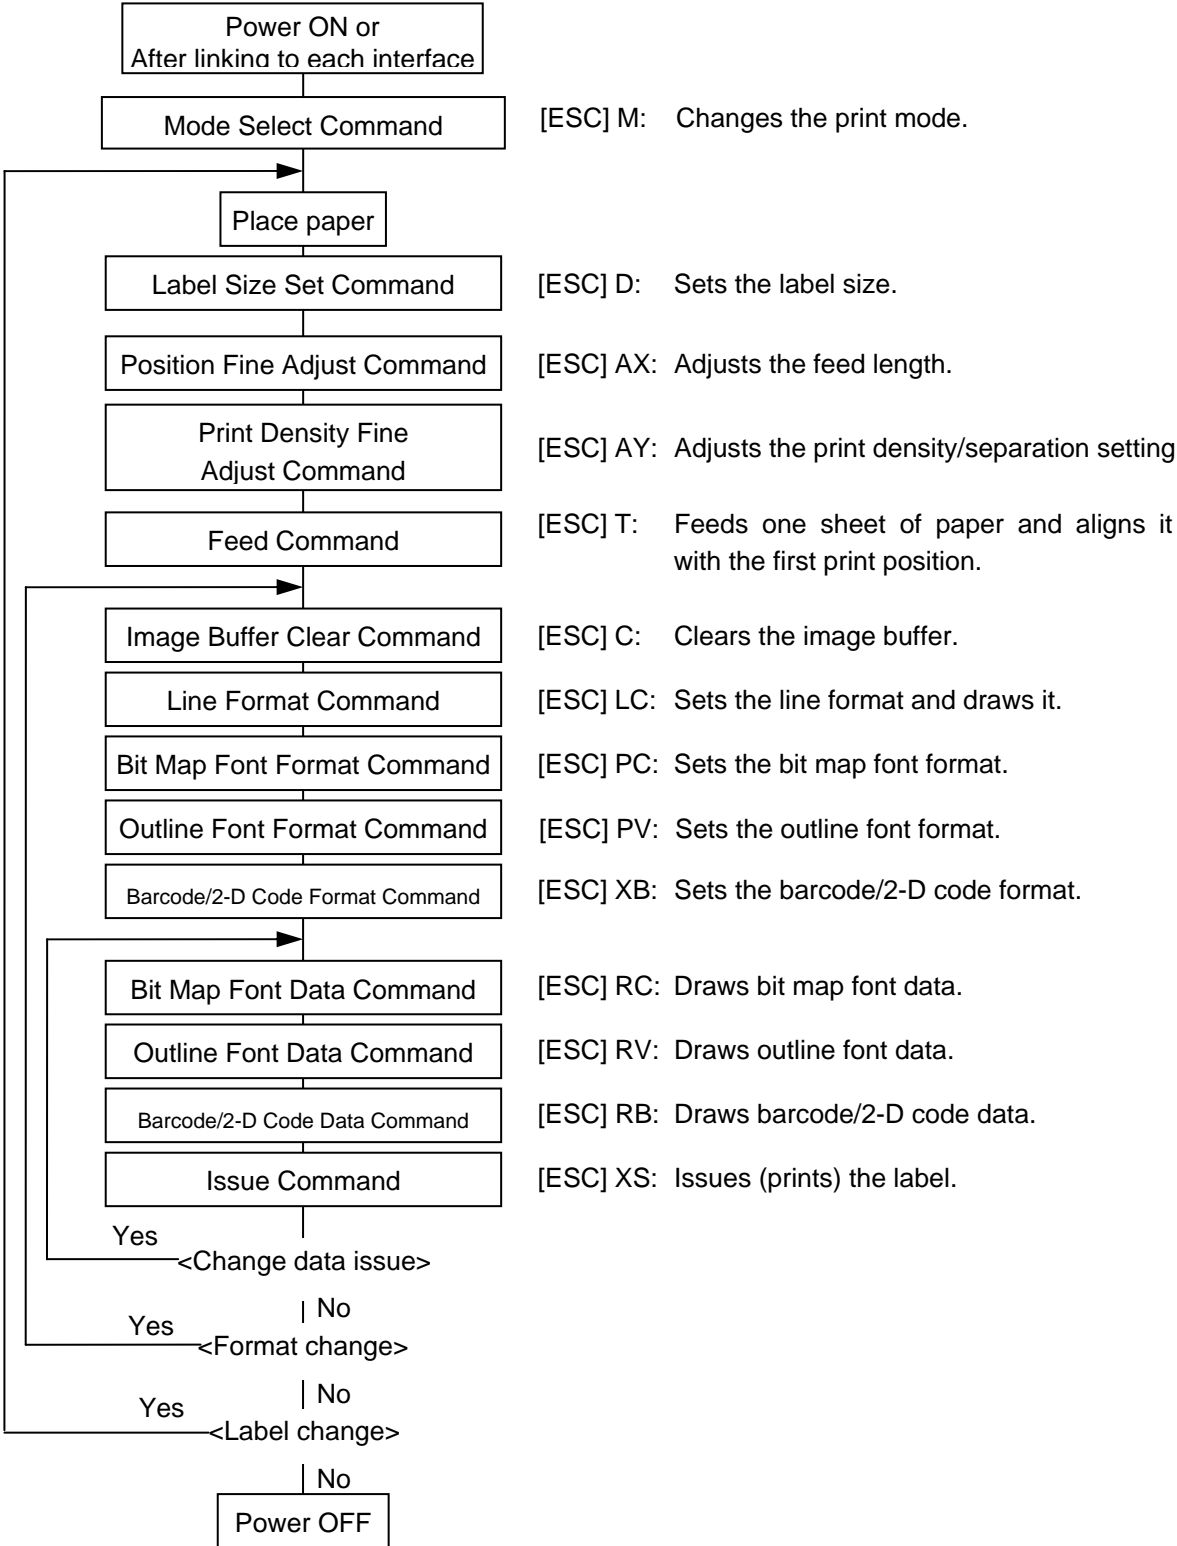 Power ON or
After linking to each interface
Mode Select Command
[ESC] M: Changes the print mode.
Place paper
Label Size Set Command
[ESC] D: Sets the label size.
Position Fine Adjust Command
[ESC] AX: Adjusts the feed length.
Print Density Fine
Adjust Command
[ESC] AY: Adjusts the print density/separation setting
Feed Command
[ESC] T: Feeds one sheet of paper and aligns it
with the first print position.
Image Buffer Clear Command
[ESC] C: Clears the image buffer.
Line Format Command
[ESC] LC: Sets the line format and draws it.
Bit Map Font Format Command
[ESC] PC: Sets the bit map font format.
Outline Font Format Command
[ESC] PV: Sets the outline font format.
Barcode/2-D Code Format Command
[ESC] XB: Sets the barcode/2-D code format.
Bit Map Font Data Command
[ESC] RC: Draws bit map font data.
Outline Font Data Command
[ESC] RV: Draws outline font data.
Barcode/2-D Code Data Command
[ESC] RB: Draws barcode/2-D code data.
Issue Command
[ESC] XS: Issues (prints) the label.
Yes
<Change data issue>
No
Yes
<Format change>
No
Yes
<Label change>
No
Power OFF